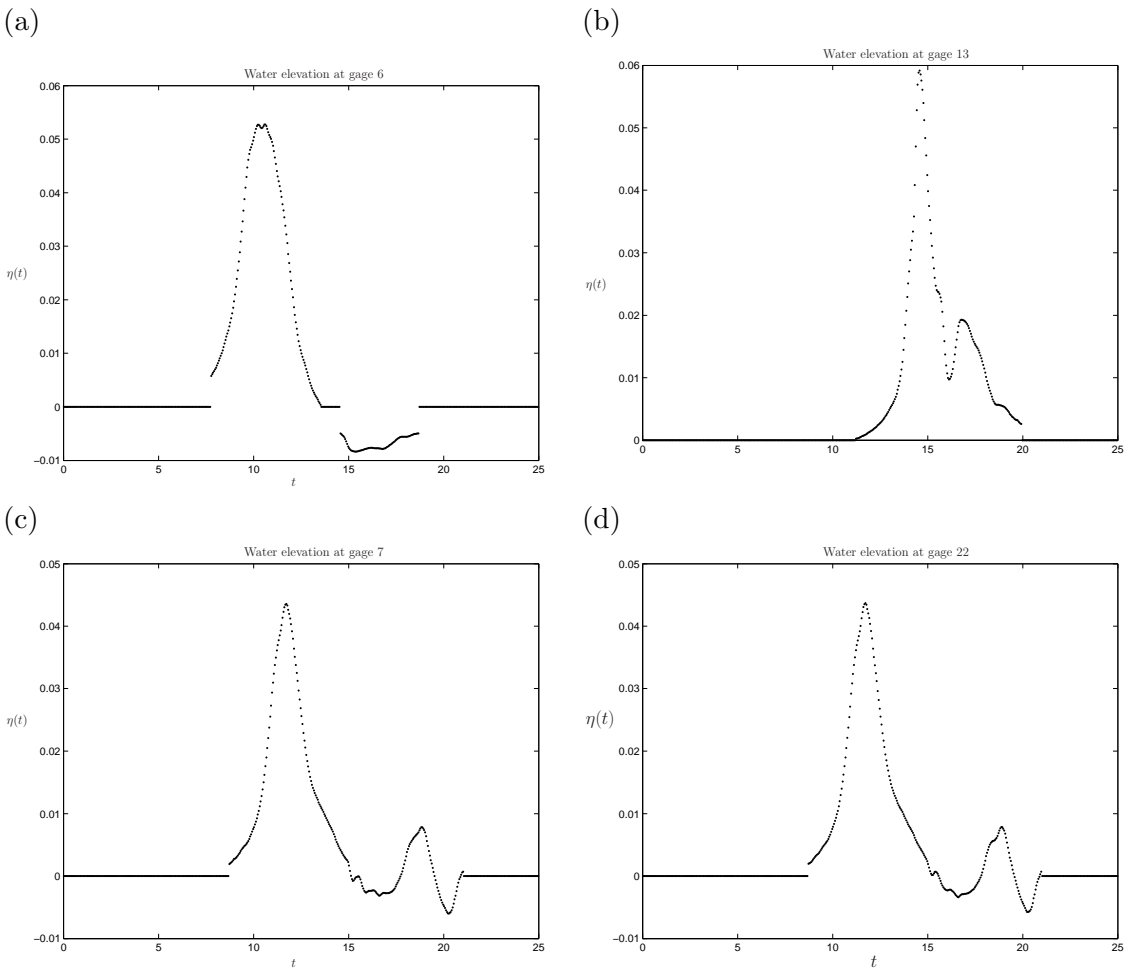 (a)
Water elevation at gage 6
0.06
0.05
0.04
0.03
η(t)
0.02
0.01
0
−0.01
0 5 10 15 20 25
t
(b)
Water elevation at gage 13
0.06
0.05
0.04
0.03
η(t)
0.02
0.01
0
0 5 10 15 20 25
(c)
Water elevation at gage 7
0.05
0.04
0.03
η(t)
0.02
0.01
0
−0.01
0 5 10 15 20 25
t
(d)
Water elevation at gage 22
0.05
0.04
0.03
η(t)
0.02
0.01
0
−0.01
0 5 10 15 20 25
t